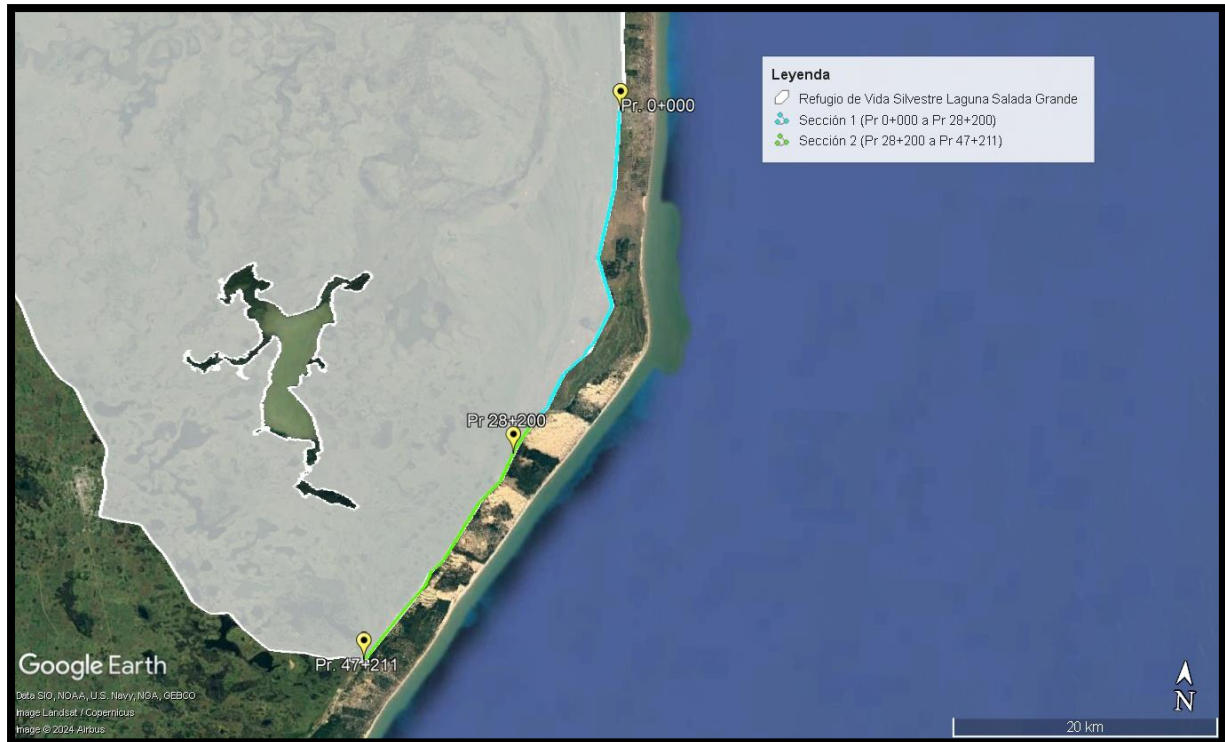 Leyenda
Refugio de Vida Silvestre Laguna Salada Grande
Sección 1 (Pr 0+000 a Pr 28+200)
Sección 2 (Pr 28+200 a Pr 47+211)
Pr. 0+000
Pr 28+200
Pr. 47+211
Google Earth
Data SIO, NOAA, U.S. Navy, NGA, GEBCO
Image Landsat / Copernicus
Image © 2024 Airbus
N
20 km